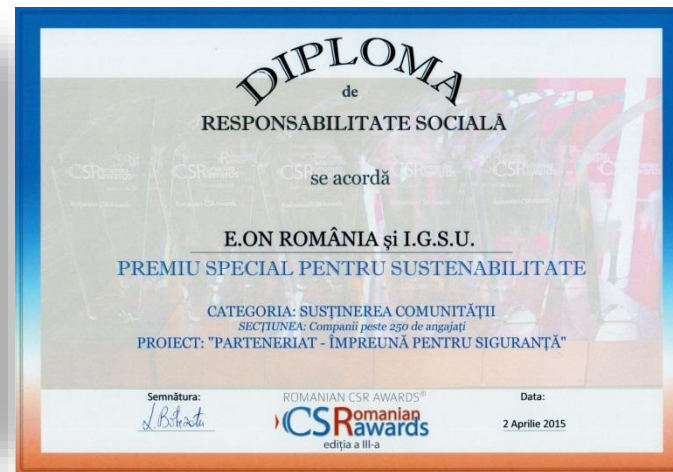 DIPLOMA
de
RESPONSABILITATE SOCIALĂ
se acordă
E.ON ROMÂNIA și I.G.S.U.
PREMIU SPECIAL PENTRU SUSTENABILITATE
CATEGORIA: SUSȚINEREA COMUNITĂȚII
SECȚIUNEA: Companii peste 250 de angajați
PROIECT: "PARTENERIAT - ÎMPREUNĂ PENTRU SIGURANȚĂ"
Semnătura:
ROMANIAN CSR AWARDS®
CSRomanian
awards
ediția a III-a
Data:
2 Aprilie 2015